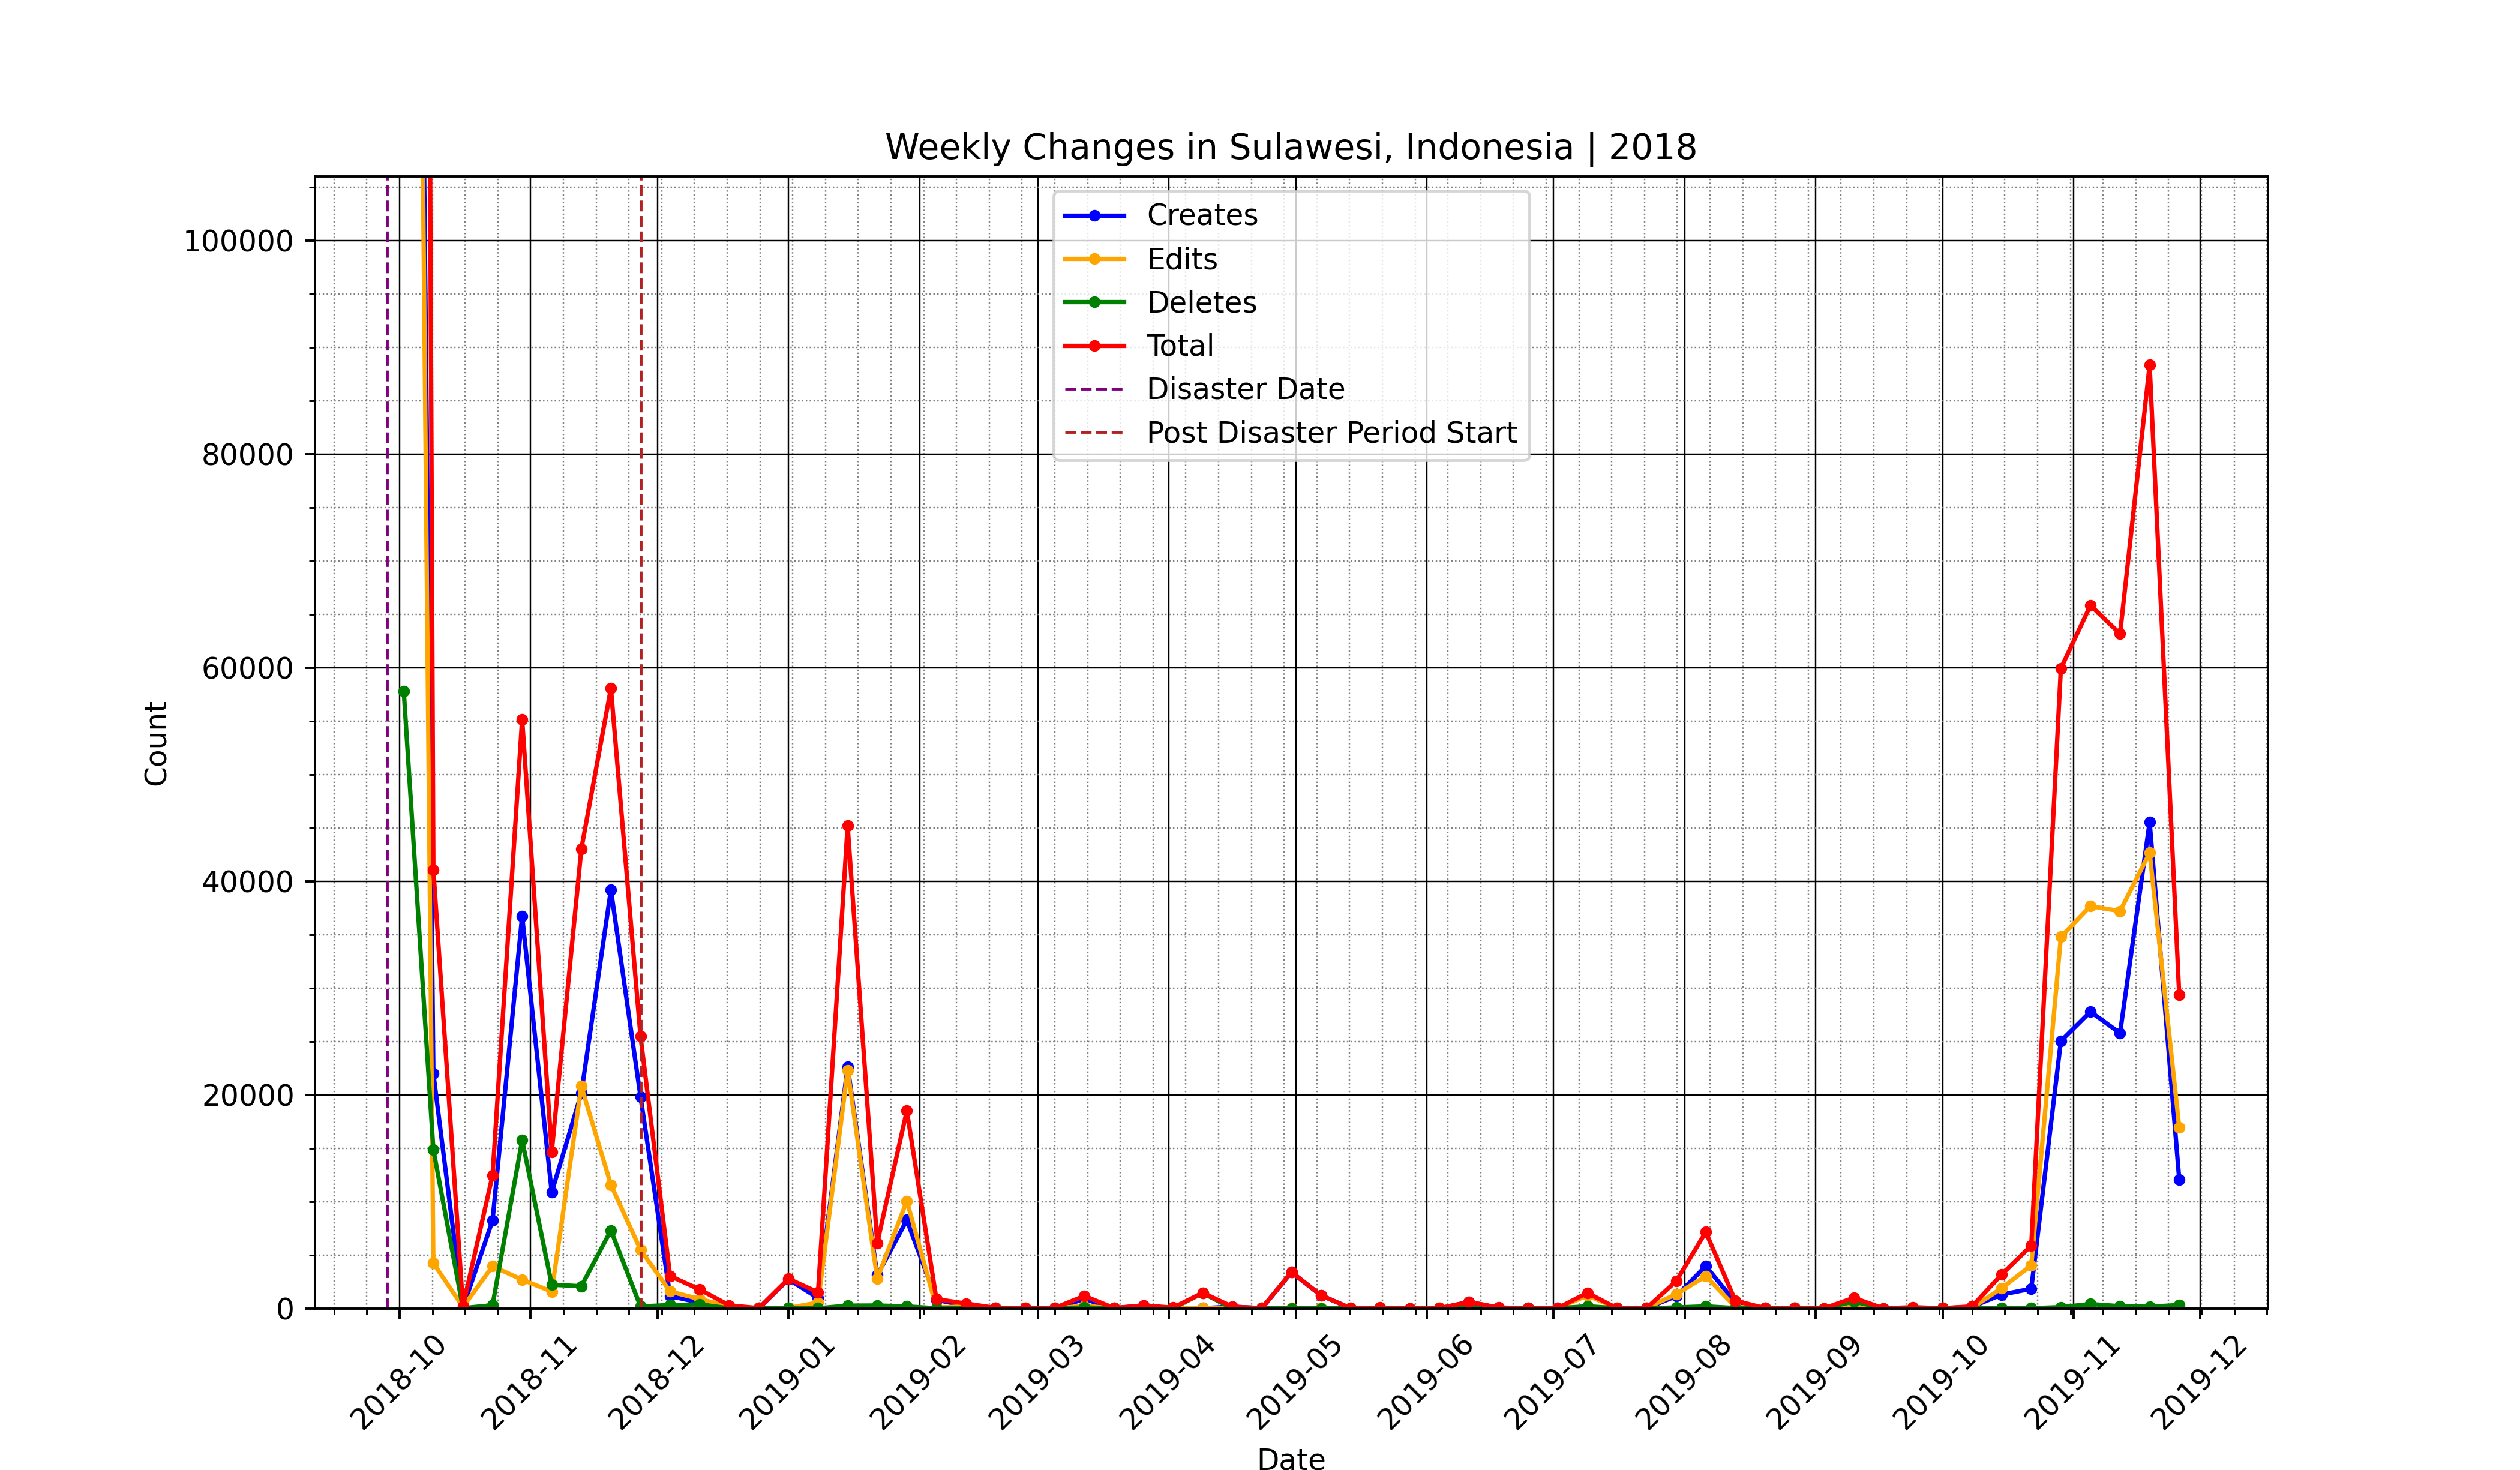 Weekly Changes in Sulawesi, Indonesia | 2018
Creates
Edits
Deletes
Total
Disaster Date
Post Disaster Period Start
100000
80000
60000
40000
20000
0
Count
2018-10
2018-11
2018-12
2019-01
2019-02
2019-03
2019-04
2019-05
2019-06
2019-07
2019-08
2019-09
2019-10
2019-11
2019-12
Date